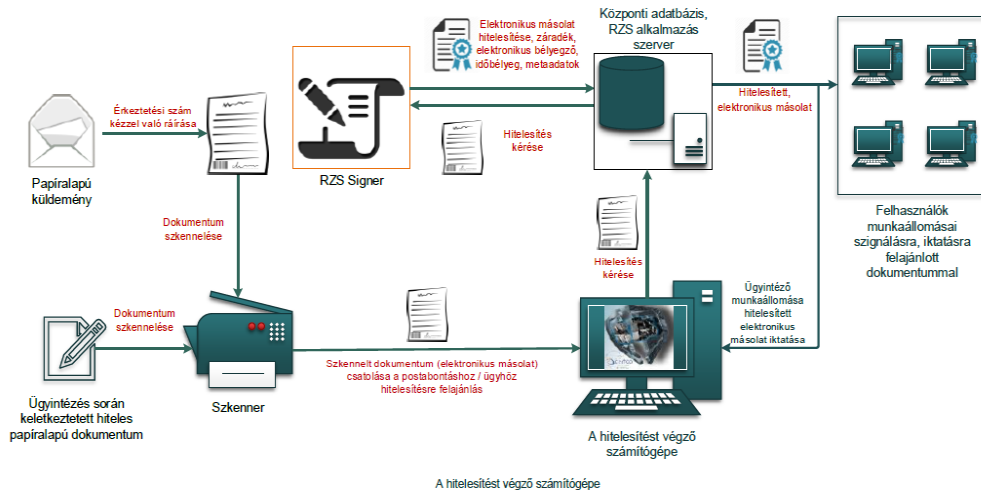 Elektronikus másolat
hitelesítése, záradék,
elektronikus bélyegző,
időbélyeg, metaadatok
Központi adatbázis,
RZS alkalmazás
szerver
Érkeztetési szám
kézzel való ráírása
Hitelesítés
kérése
Hitelesített,
elektronikus másolat
Papíralapú
küldemény
RZS Signer
Felhasználók
munkaállomásai
szignálásra, iktatásra
felajánlott
dokumentummal
Dokumentum
szkennelése
Hitelesítés
kérése
Dokumentum
szkennelése
Ügyintéző
munkaállomása
hitelesített
elektronikus
másolat iktatása
Szkennelt dokumentum (elektronikus másolat)
csatolása a postabontáshoz / ügyhöz
hitelesítésre felajánlás
Ügyintézés során
keletkeztetett hiteles
papíralapú dokumentum
Szkenner
A hitelesítést végző
számítógépe
A hitelesítést végző számítógépe